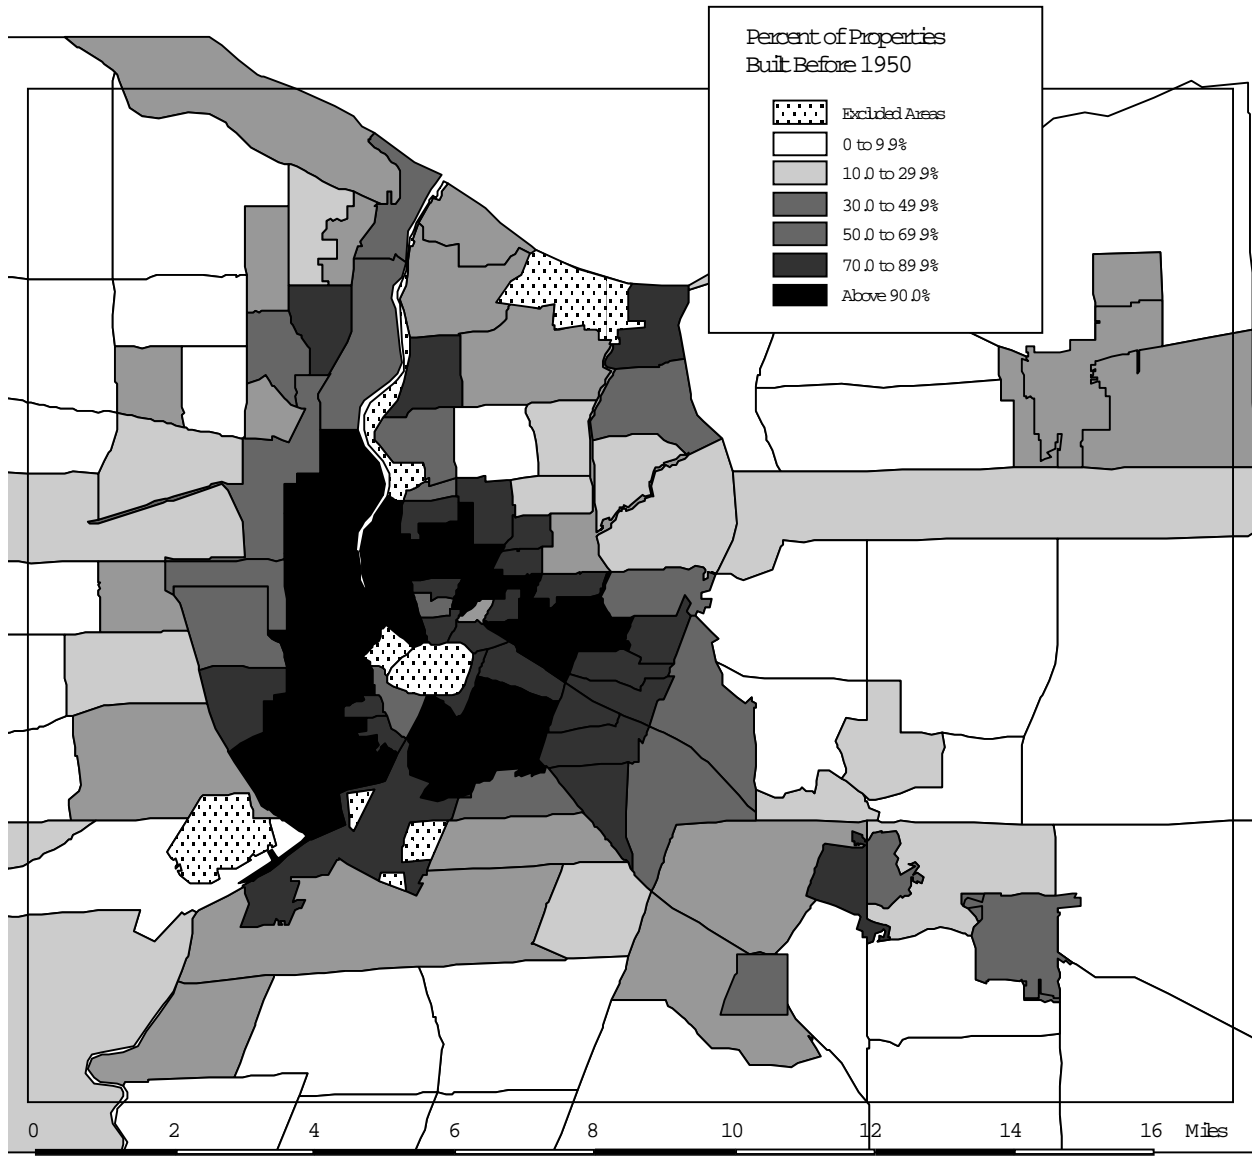 Percent of Properties
Built Before 1950
Excluded Areas
0 to 9.9%
10.0 to 29.9%
30.0 to 49.9%
50.0 to 69.9%
70.0 to 89.9%
Above 90.0%
0 2 4 6 8 10 12 14 16 Miles